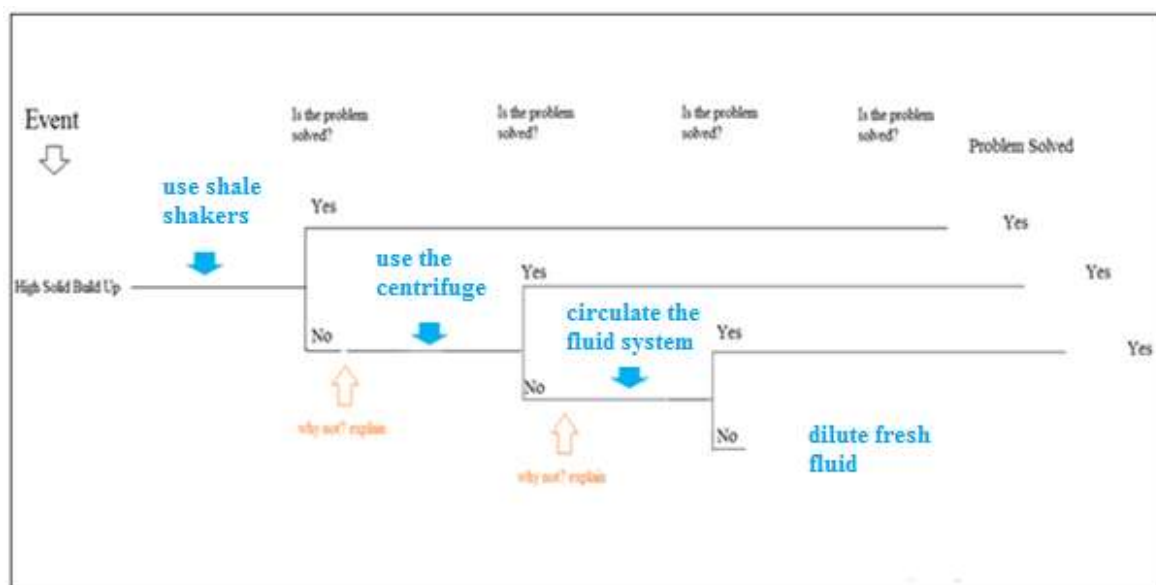 Event
Is the problem
solved?
Is the problem
solved?
Is the problem
solved?
Is the problem
solved?
Problem Solved
use shale
shakers
Yes
Yes
High Solid Build Up
use the
centrifuge
Yes
Yes
No
circulate the
fluid system
Yes
Yes
why not? explain
No
No
dilute fresh
fluid
why not? explain